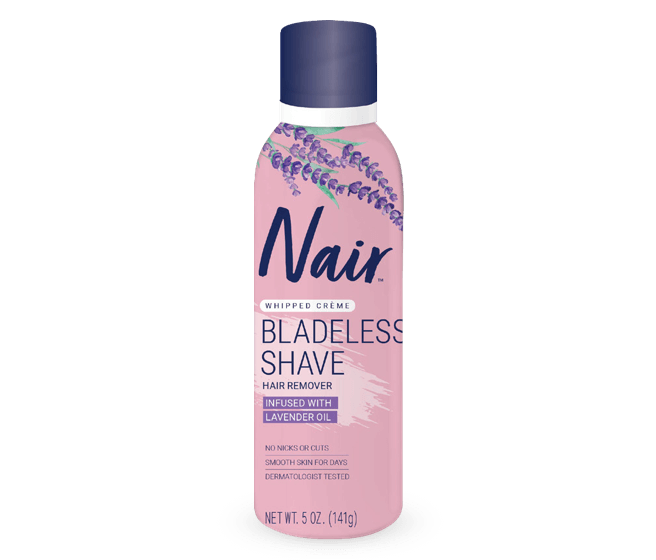 Nair™
WHIPPED CRÈME
BLADELESS
SHAVE
HAIR REMOVER
INFUSED WITH
LAVENDER OIL
NO NICKS OR CUTS
SMOOTH SKIN FOR DAYS
DERMATOLOGIST TESTED
NET WT. 5 OZ. (141g)